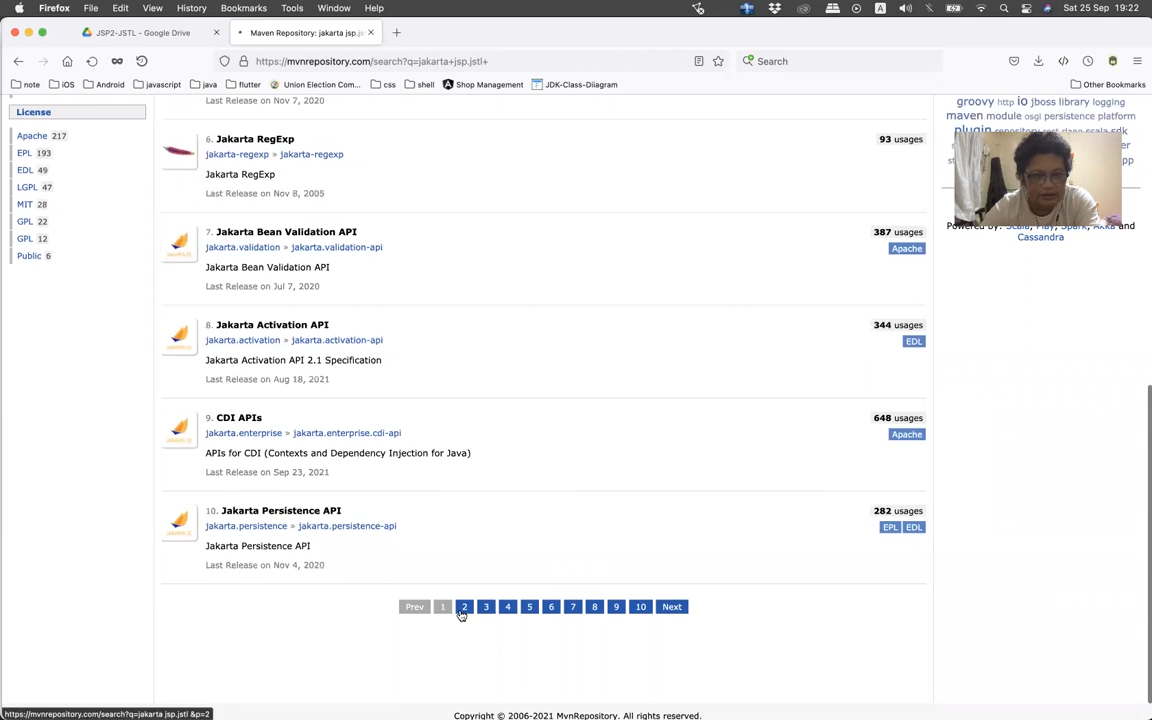 Firefox File Edit View History Bookmarks Tools Window Help A Sat 25 Sep 19:22
JSP2-JSTL - Google Drive × Maven Repository: jakarta jsp.js × +
https://mvnrepository.com/search?q=jakarta+jsp.jstl+ Search
note iOS Android javascript java flutter Union Election Com... css shell Shop Management JDK-Class-Diiagram Other Bookmarks
License
Apache 217
EPL 193
EDL 49
LGPL 47
MIT 28
GPL 22
GPL 12
Public 6
Last Release on Nov 7, 2020
6. Jakarta RegExp 93 usages
jakarta-regexp » jakarta-regexp
Jakarta RegExp
Last Release on Nov 8, 2005
7. Jakarta Bean Validation API 387 usages
jakarta.validation » jakarta.validation-api Apache
Jakarta Bean Validation API
Last Release on Jul 7, 2020
8. Jakarta Activation API 344 usages
jakarta.activation » jakarta.activation-api EDL
Jakarta Activation API 2.1 Specification
Last Release on Aug 18, 2021
9. CDI APIs 648 usages
jakarta.enterprise » jakarta.enterprise.cdi-api Apache
APIs for CDI (Contexts and Dependency Injection for Java)
Last Release on Sep 23, 2021
10. Jakarta Persistence API 282 usages
jakarta.persistence » jakarta.persistence-api EPL EDL
Jakarta Persistence API
Last Release on Nov 4, 2020
Prev 1 2 3 4 5 6 7 8 9 10 Next
groovy http io jboss library logging
maven module osgi persistence platform
plugin
Powered by: Scala, Play, Spark, Akka and
Cassandra
https://mvnrepository.com/search?q=jakarta jsp.jstl &p=2
Copyright © 2006-2021 MvnRepository. All rights reserved.